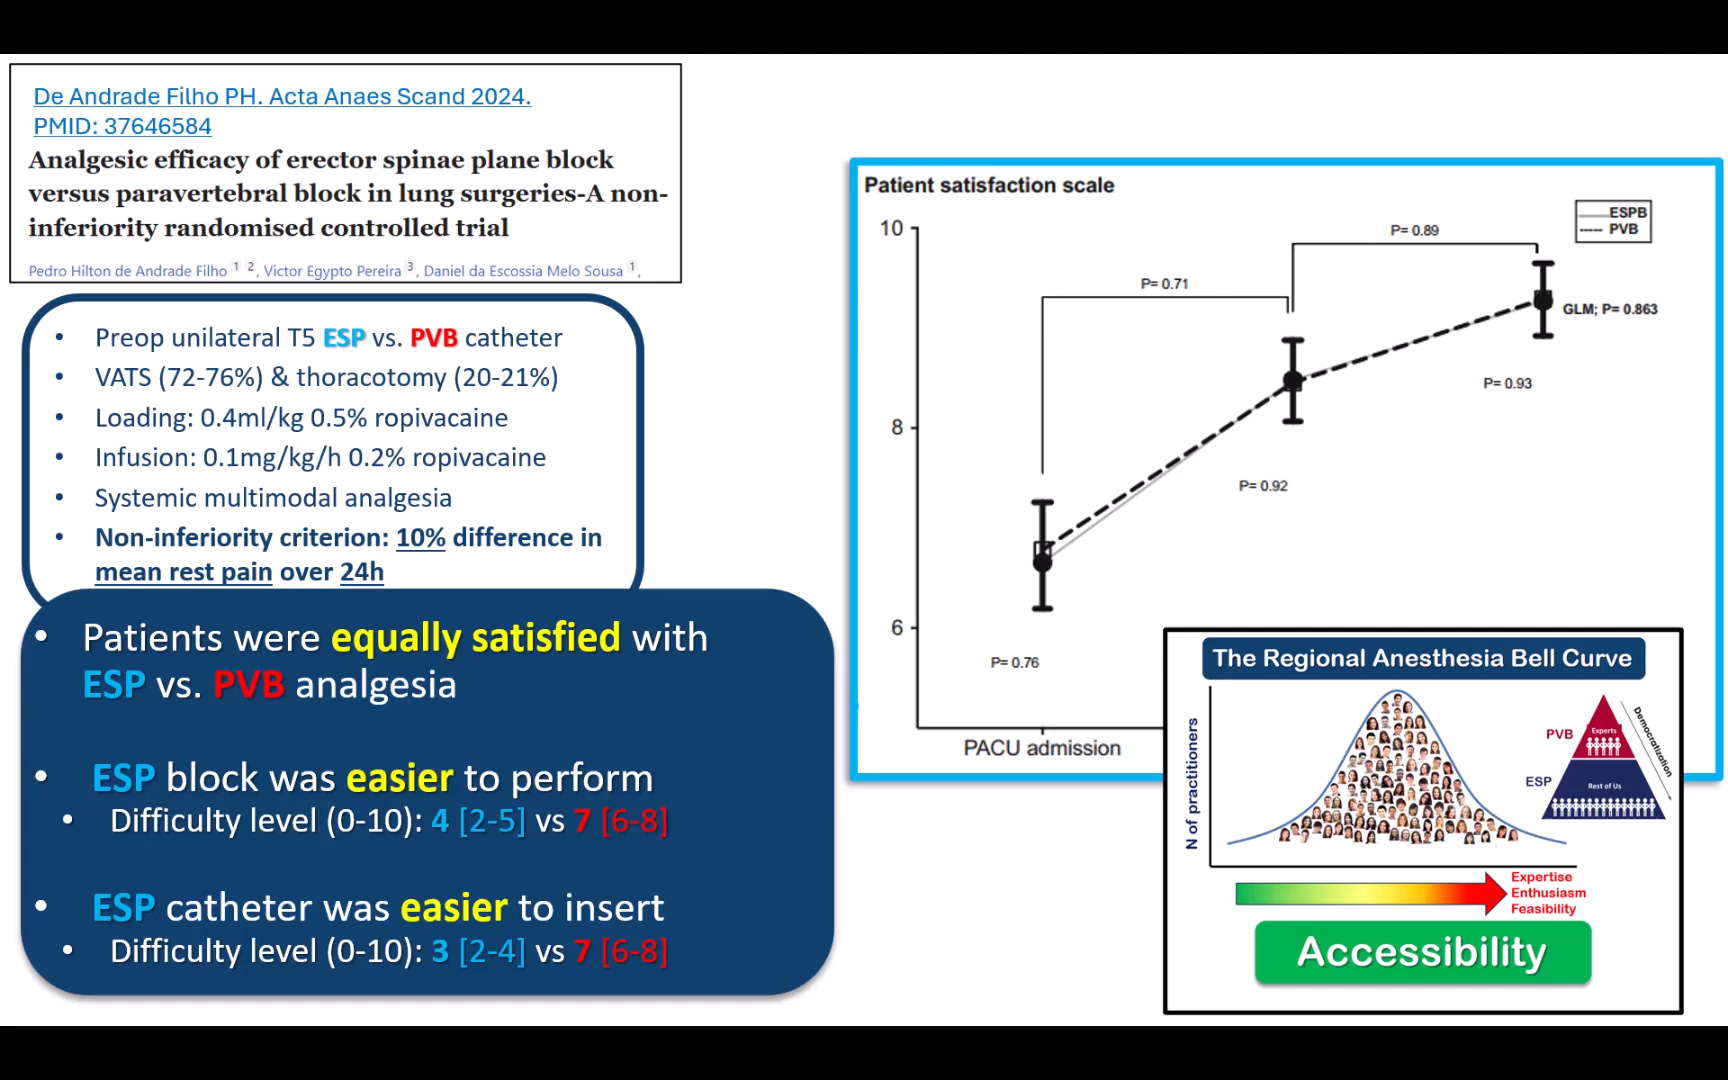 De Andrade Filho PH. Acta Anaes Scand 2024.
PMID: 37646584
Analgesic efficacy of erector spinae plane block
versus paravertebral block in lung surgeries-A non-
inferiority randomised controlled trial
Pedro Hilton de Andrade Filho 1 2, Victor Egypto Pereira 3, Daniel da Escossia Melo Sousa 1,
• Preop unilateral T5 ESP vs. PVB catheter
• VATS (72-76%) & thoracotomy (20-21%)
• Loading: 0.4ml/kg 0.5% ropivacaine
• Infusion: 0.1mg/kg/h 0.2% ropivacaine
• Systemic multimodal analgesia
• Non-inferiority criterion: 10% difference in
mean rest pain over 24h
• Patients were equally satisfied with
ESP vs. PVB analgesia
• ESP block was easier to perform
• Difficulty level (0-10): 4 [2-5] vs 7 [6-8]
• ESP catheter was easier to insert
• Difficulty level (0-10): 3 [2-4] vs 7 [6-8]
Patient satisfaction scale
10
8
6
ESPB
PVB
P= 0.89
P= 0.71
GLM; P= 0.863
P= 0.93
P= 0.92
P= 0.76
PACU admission
The Regional Anesthesia Bell Curve
N of practitioners
PVB
Experts
ESP
Rest of Us
Democratization
Expertise
Enthusiasm
Feasibility
Accessibility